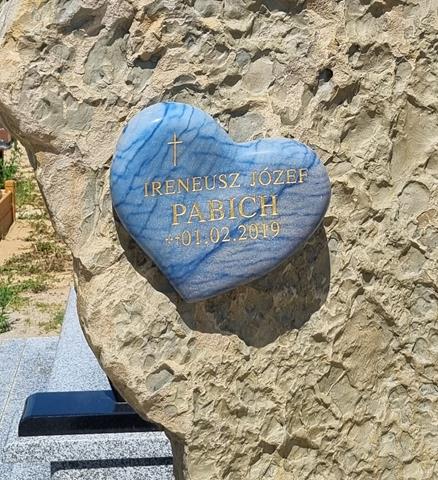 IRENEUSZ JÓZEF
PABICH
*†01.02.2019